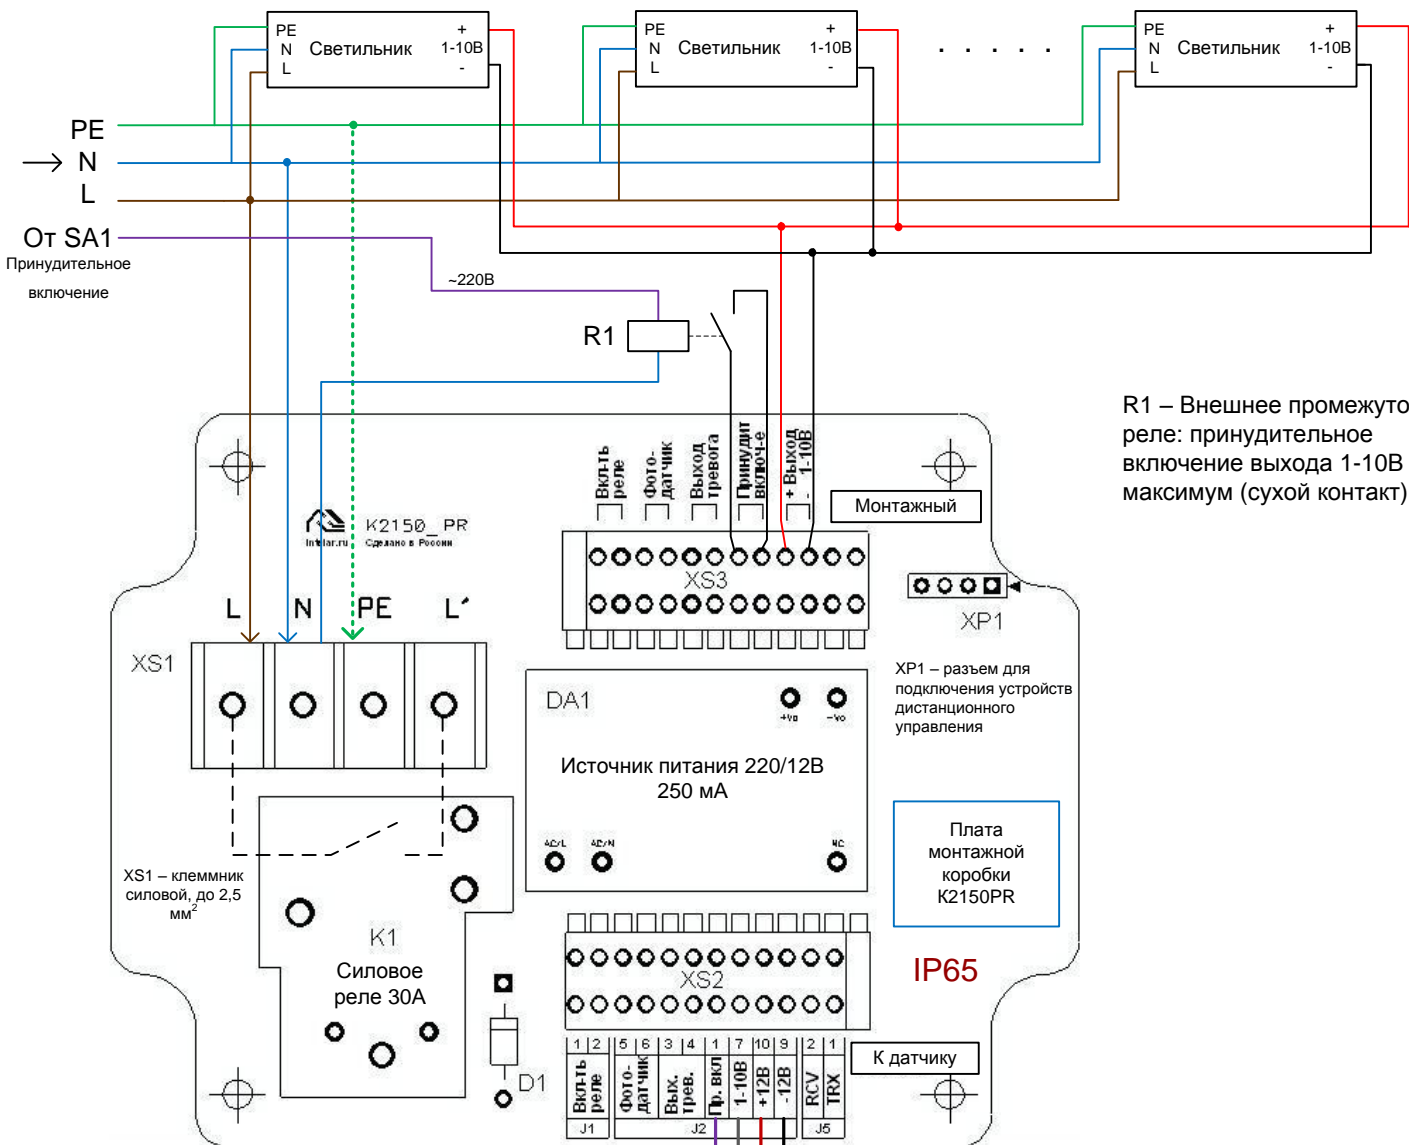 PE
N
L
Светильник
+
1-10В
-
PE
N
L
Светильник
+
1-10В
-
. . . . .
PE
N
L
Светильник
+
1-10В
-
PE
N
L
От SA1
Принудительное
включение
~220В
R1
R1 – Внешнее промежуто
реле: принудительное
включение выхода 1-10В
максимум (сухой контакт)
Вкл-ть
реле
Фото-
датчик
Выход
тревога
Принудит
включ-е
+ Выход
- 1-10В
Монтажный
intelar.ru
K2150_PR
Сделано в России
XS3
XP1
L
N
PE
L´
XS1
XP1 – разъем для
подключения устройств
дистанционного
управления
DA1
+Vo
-Vo
Источник питания 220/12В
250 мА
AC/L
AC/N
NC
Плата
монтажной
коробки
К2150PR
XS1 – клеммник
силовой, до 2,5
мм2
K1
Силовое
реле 30А
XS2
IP65
D1
К датчику
1 2 5 6 3 4 1 7 10 9 2 1
Вкл-ть
реле
Фото-
датчик
Вых.
трев.
Пр. вкл
1-10В
+12В
-12В
RCV
TRX
J1
J2
J5